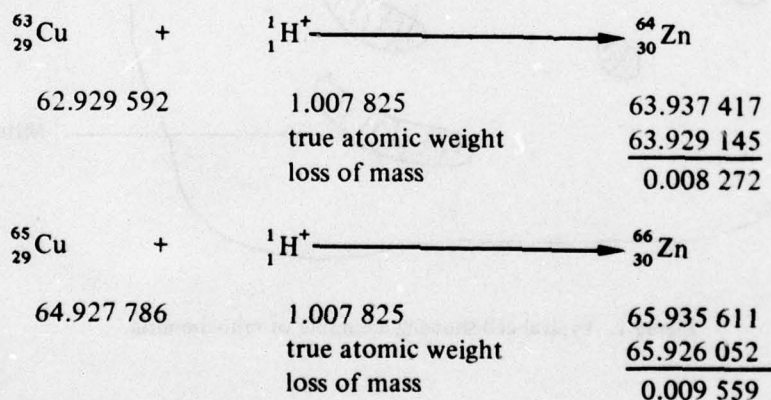 ⁶³₂₉Cu + ¹₁H⁺ ⟶ ⁶⁴₃₀Zn
62.929 592 1.007 825 63.937 417
true atomic weight 63.929 145
loss of mass 0.008 272
⁶⁵₂₉Cu + ¹₁H⁺ ⟶ ⁶⁶₃₀Zn
64.927 786 1.007 825 65.935 611
true atomic weight 65.926 052
loss of mass 0.009 559